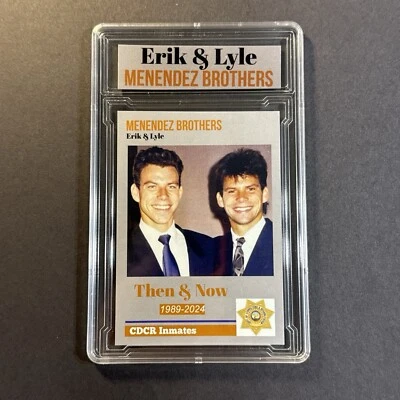 Erik & Lyle
MENENDEZ BROTHERS
MENENDEZ BROTHERS
Erik & Lyle
Then & Now
1989-2024
CDCR Inmates